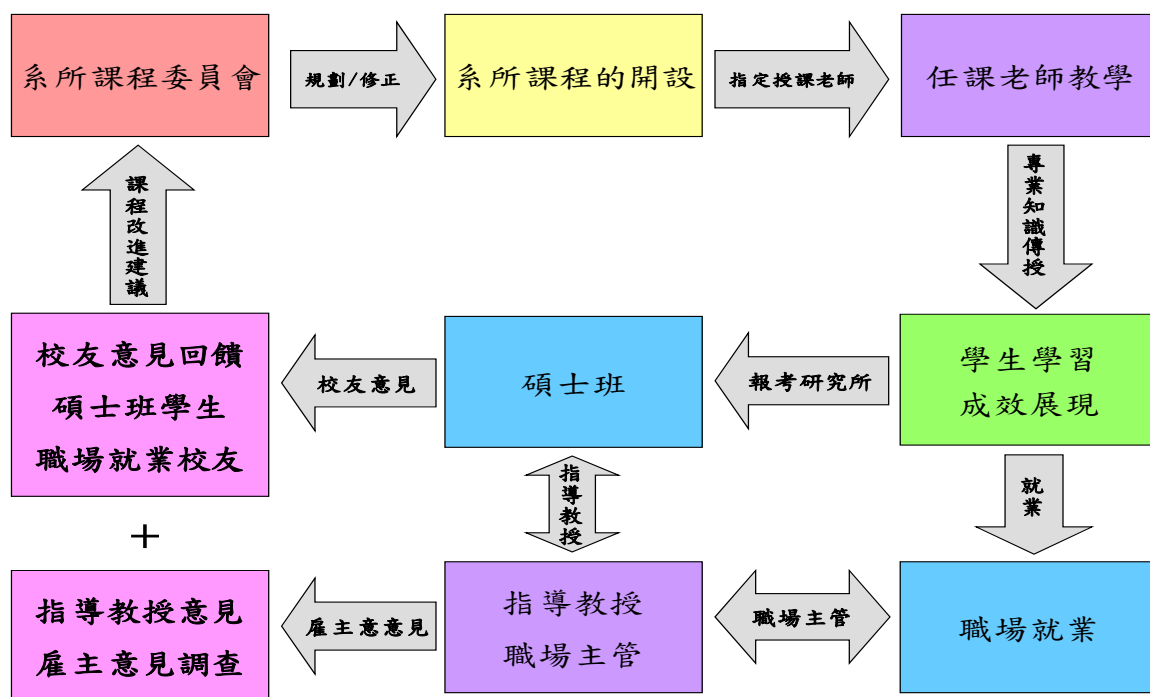 系所課程委員會
規劃/修正
系所課程的開設
指定授課老師
任課老師教學
課程改進建議
專業知識傳授
校友意見回饋
碩士班學生
職場就業校友
校友意見
碩士班
報考研究所
學生學習
成效展現
指導教授
就業
+
指導教授意見
雇主意見調查
雇主意意見
指導教授
職場主管
職場主管
職場就業